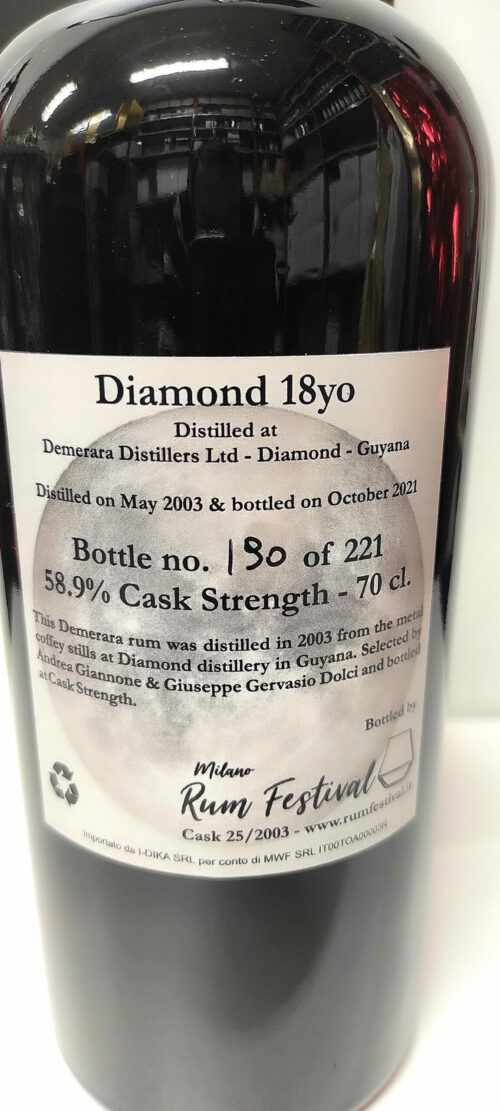 Diamond 18yo
Distilled at
Demerara Distillers Ltd - Diamond - Guyana
Distilled on May 2003 & bottled on October 2021
Bottle no. 190 of 221
58.9% Cask Strength - 70 cl.
This Demerara rum was distilled in 2003 from the metal
coffey stills at Diamond distillery in Guyana. Selected by
Andrea Giannone & Giuseppe Gervasio Dolci and bottled
at Cask Strength.
Bottled by
Milano
Rum Festival
Cask 25/2003 - www.rumfestival.it
Importato da I-DIKA SRL per conto di MWF SRL IT00TOA00003R